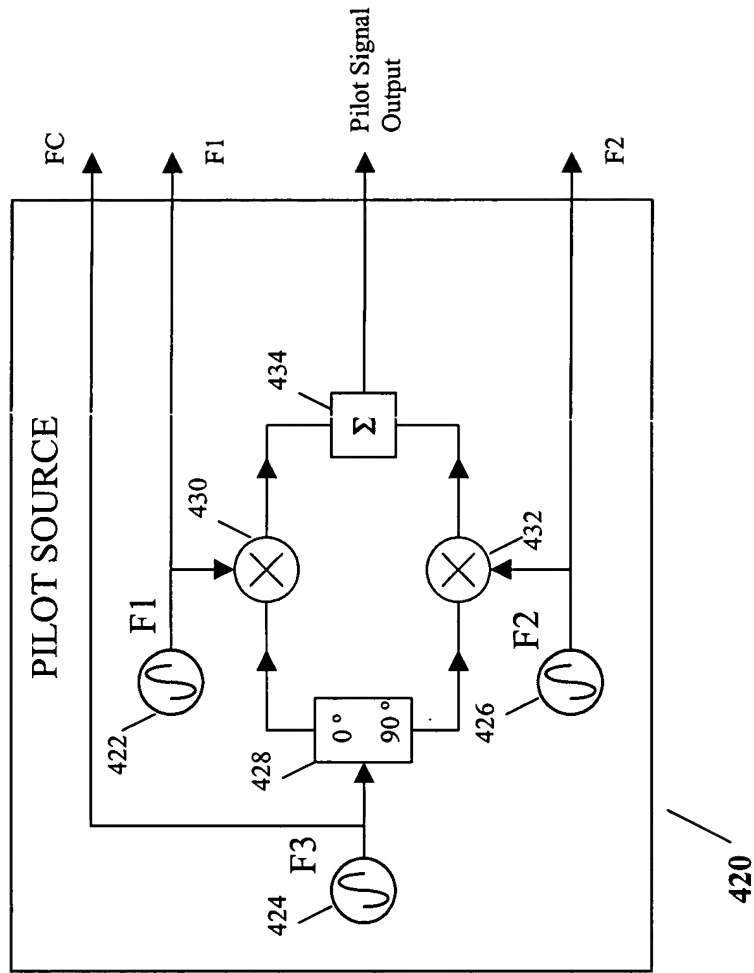 PILOT SOURCE
FC
F1
Pilot Signal
Output
F2
422
F1
430
434
Σ
424
F3
428
0°
90°
426
F2
432
420